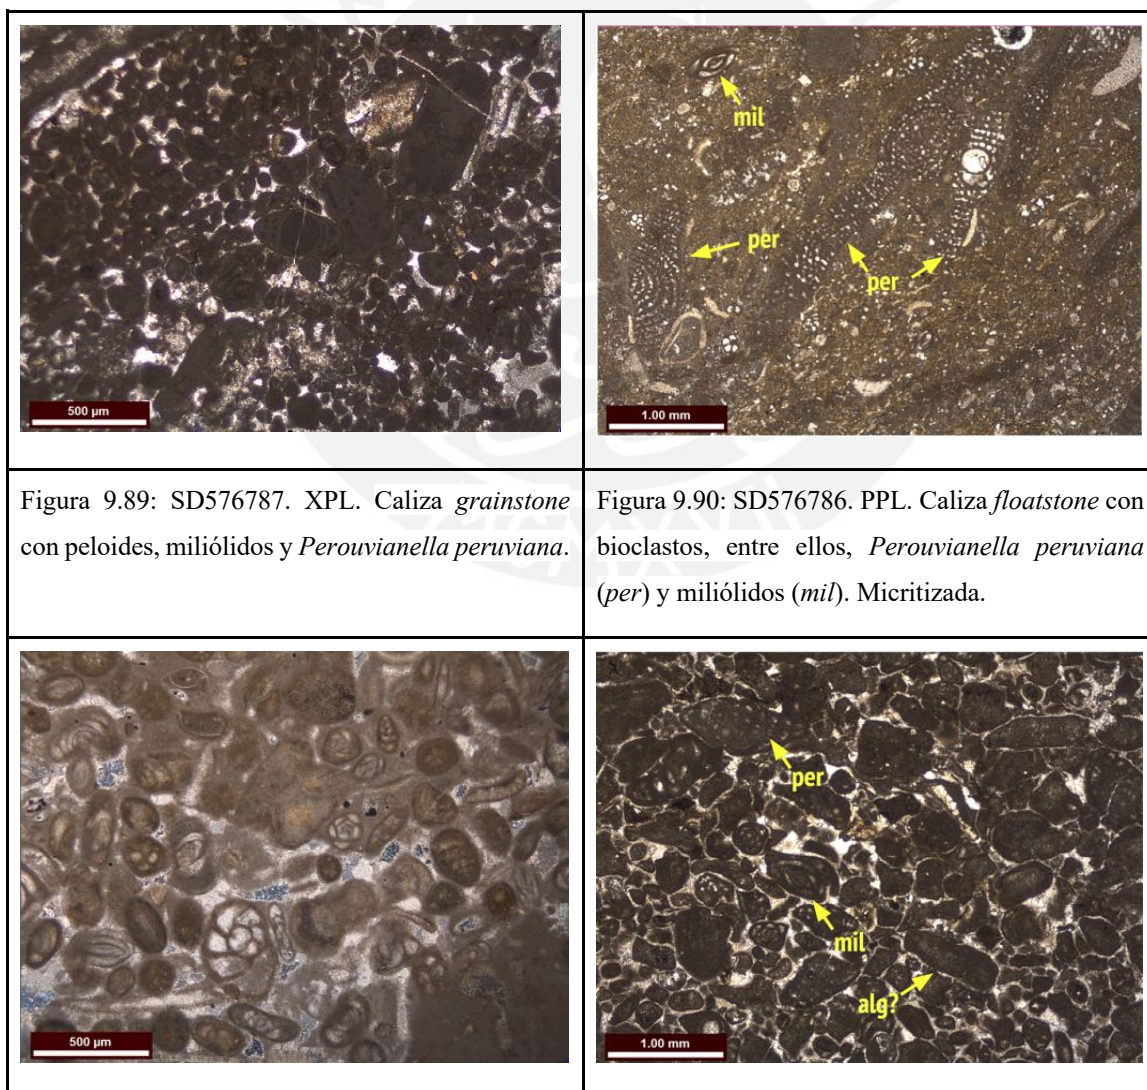 mil
per
per
500 µm
1.00 mm
Figura 9.89: SD576787. XPL. Caliza grainstone
con peloides, miliólidos y Perouvianella peruviana.
Figura 9.90: SD576786. PPL. Caliza floatstone con
bioclastos, entre ellos, Perouvianella peruviana
(per) y miliólidos (mil). Micritizada.
per
mil
alg?
500 µm
1.00 mm